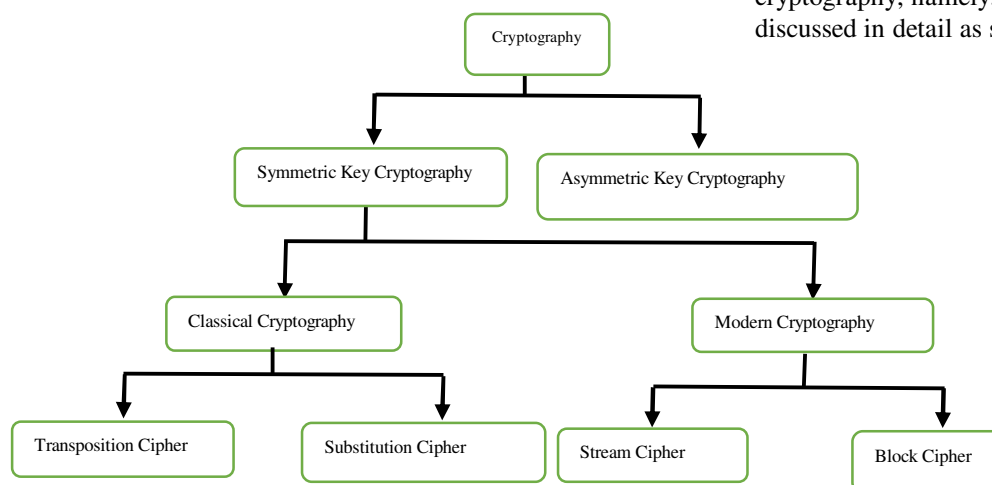 cryptography, namely
discussed in detail as s
Cryptography
Symmetric Key Cryptography
Asymmetric Key Cryptography
Classical Cryptography
Modern Cryptography
Transposition Cipher
Substitution Cipher
Stream Cipher
Block Cipher